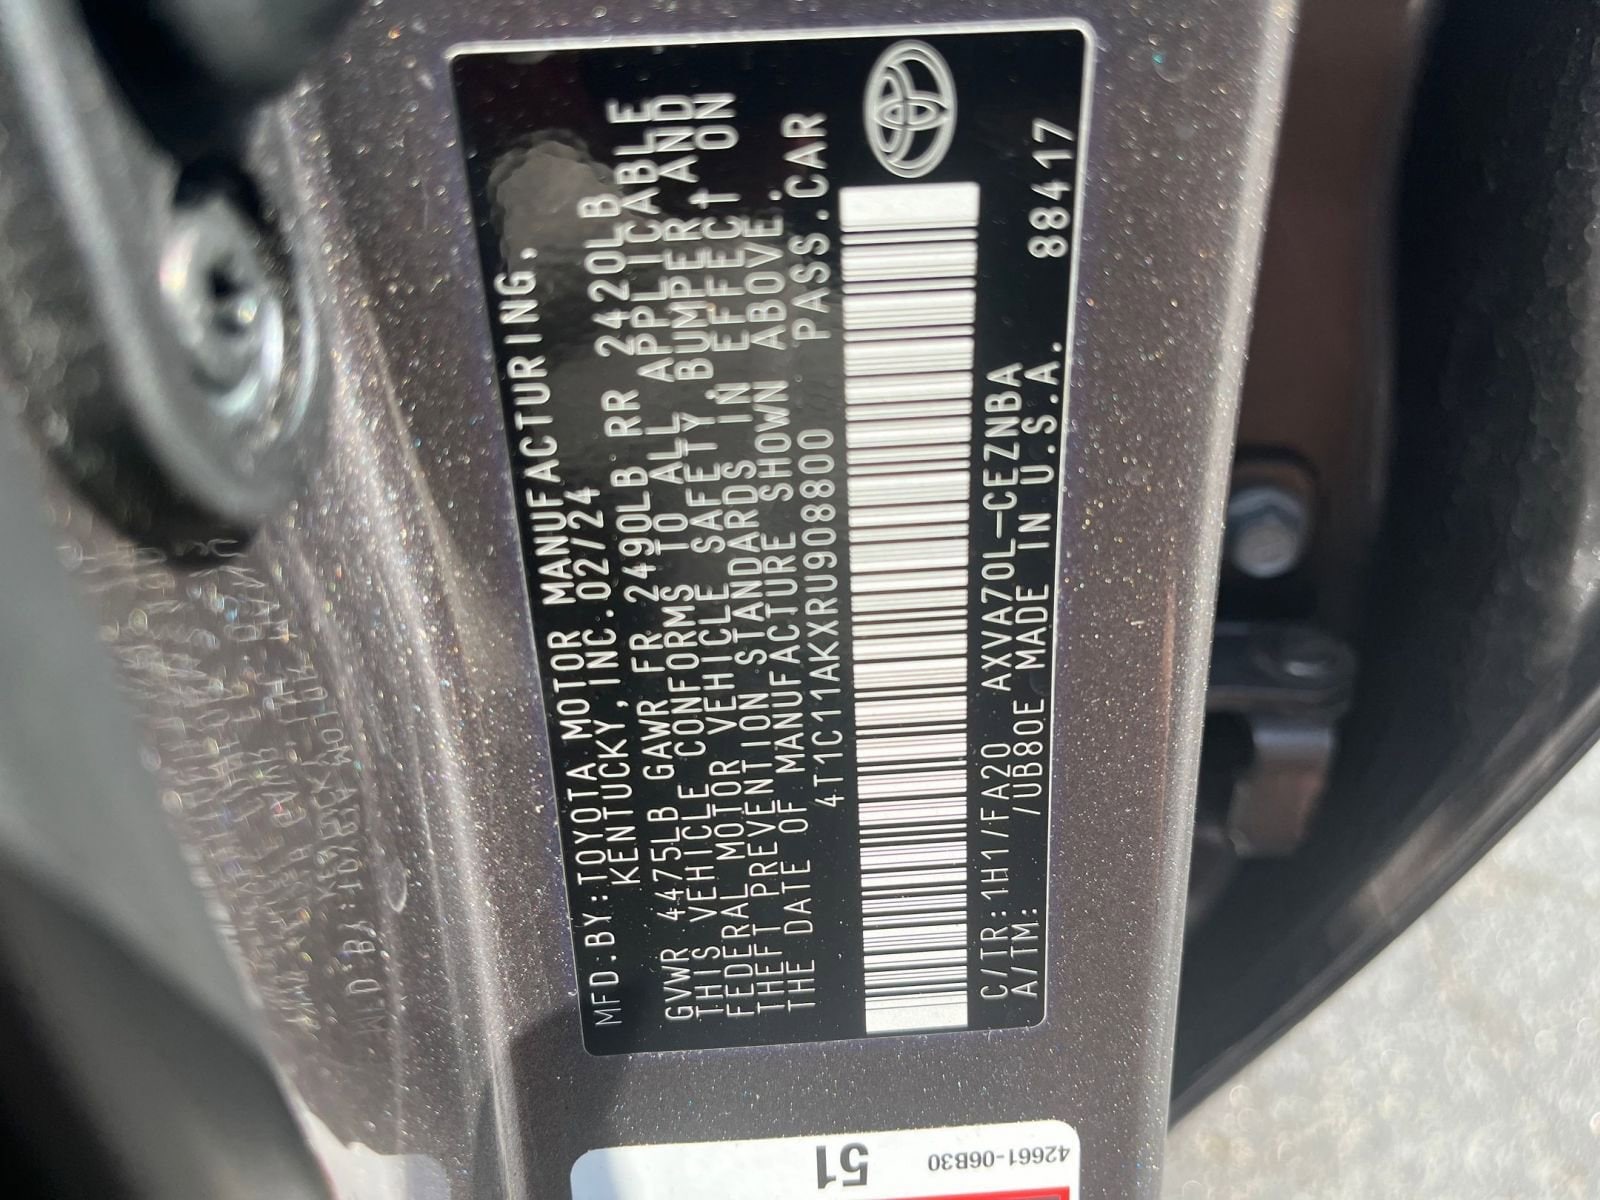 MFD.BY:TOYOTA MOTOR MANUFACTURING,
KENTUCKY,INC.02/24
GVWR 4475LB GAWR FR 2490LB RR 2420LB
THIS VEHICLE CONFORMS TO ALL APPLICABLE
FEDERAL MOTOR VEHICLE SAFETY, BUMPER AND
THEFT PREVENTION STANDARDS IN EFFECT ON
THE DATE OF MANUFACTURE SHOWN ABOVE.
4T1C11AKXRU908800 PASS.CAR
C/TR:1H1/FA20 AXVA70L-CEZNBA
A/TM: /UB80E MADE IN U.S.A. 88417
42661-06B30
51